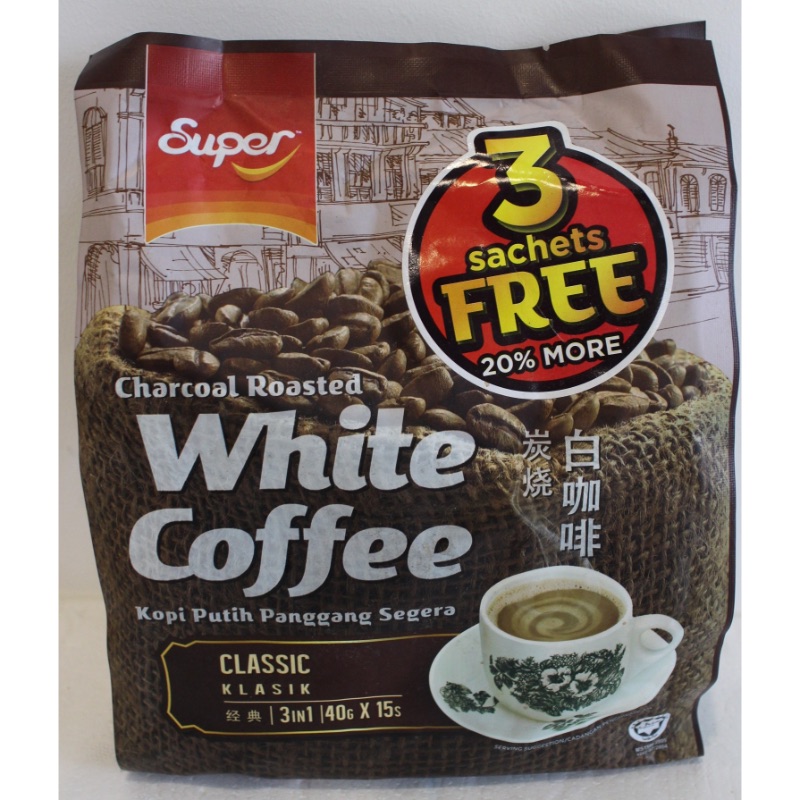 Super
3
sachets
FREE
20% MORE
Charcoal Roasted
White
Coffee
炭烧
白咖啡
Kopi Putih Panggang Segera
CLASSIC
KLASIK
经典 | 3IN1 | 40G X 15S